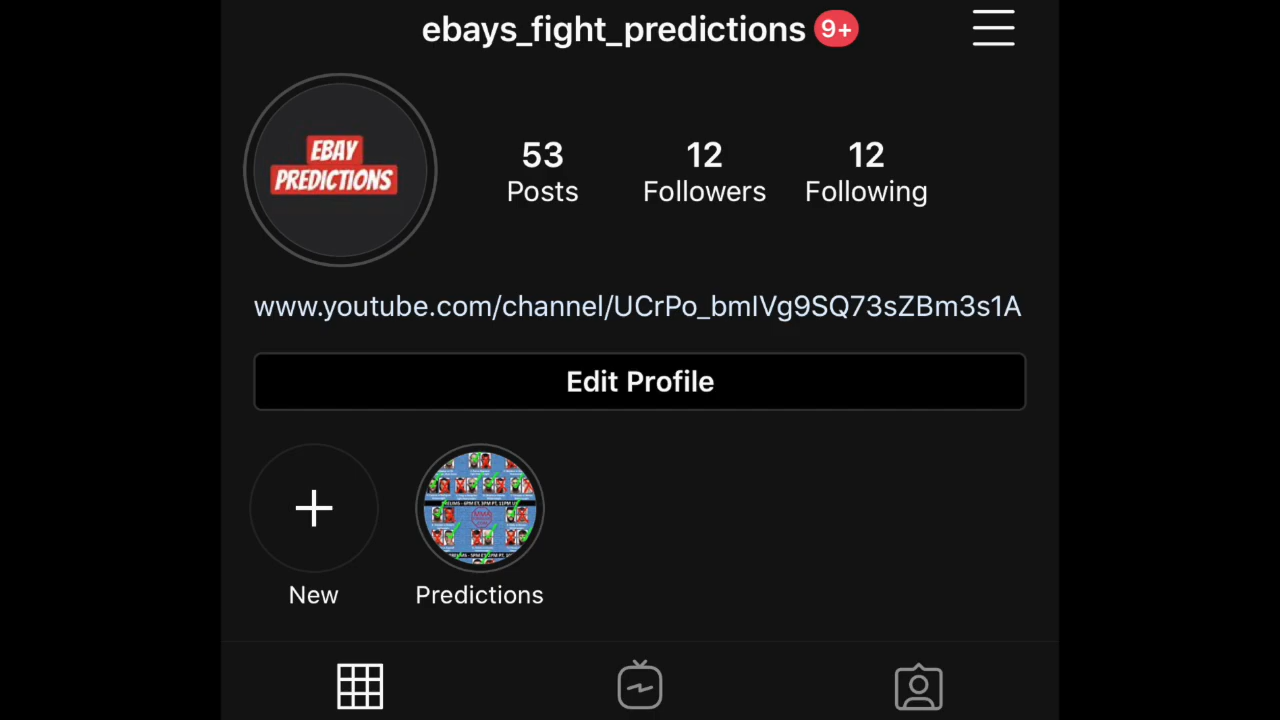 ebays_fight_predictions 9+
EBAY
PREDICTIONS
53 12 12
Posts Followers Following
www.youtube.com/channel/UCrPo_bmIVg9SQ73sZBm3s1A
Edit Profile
New Predictions